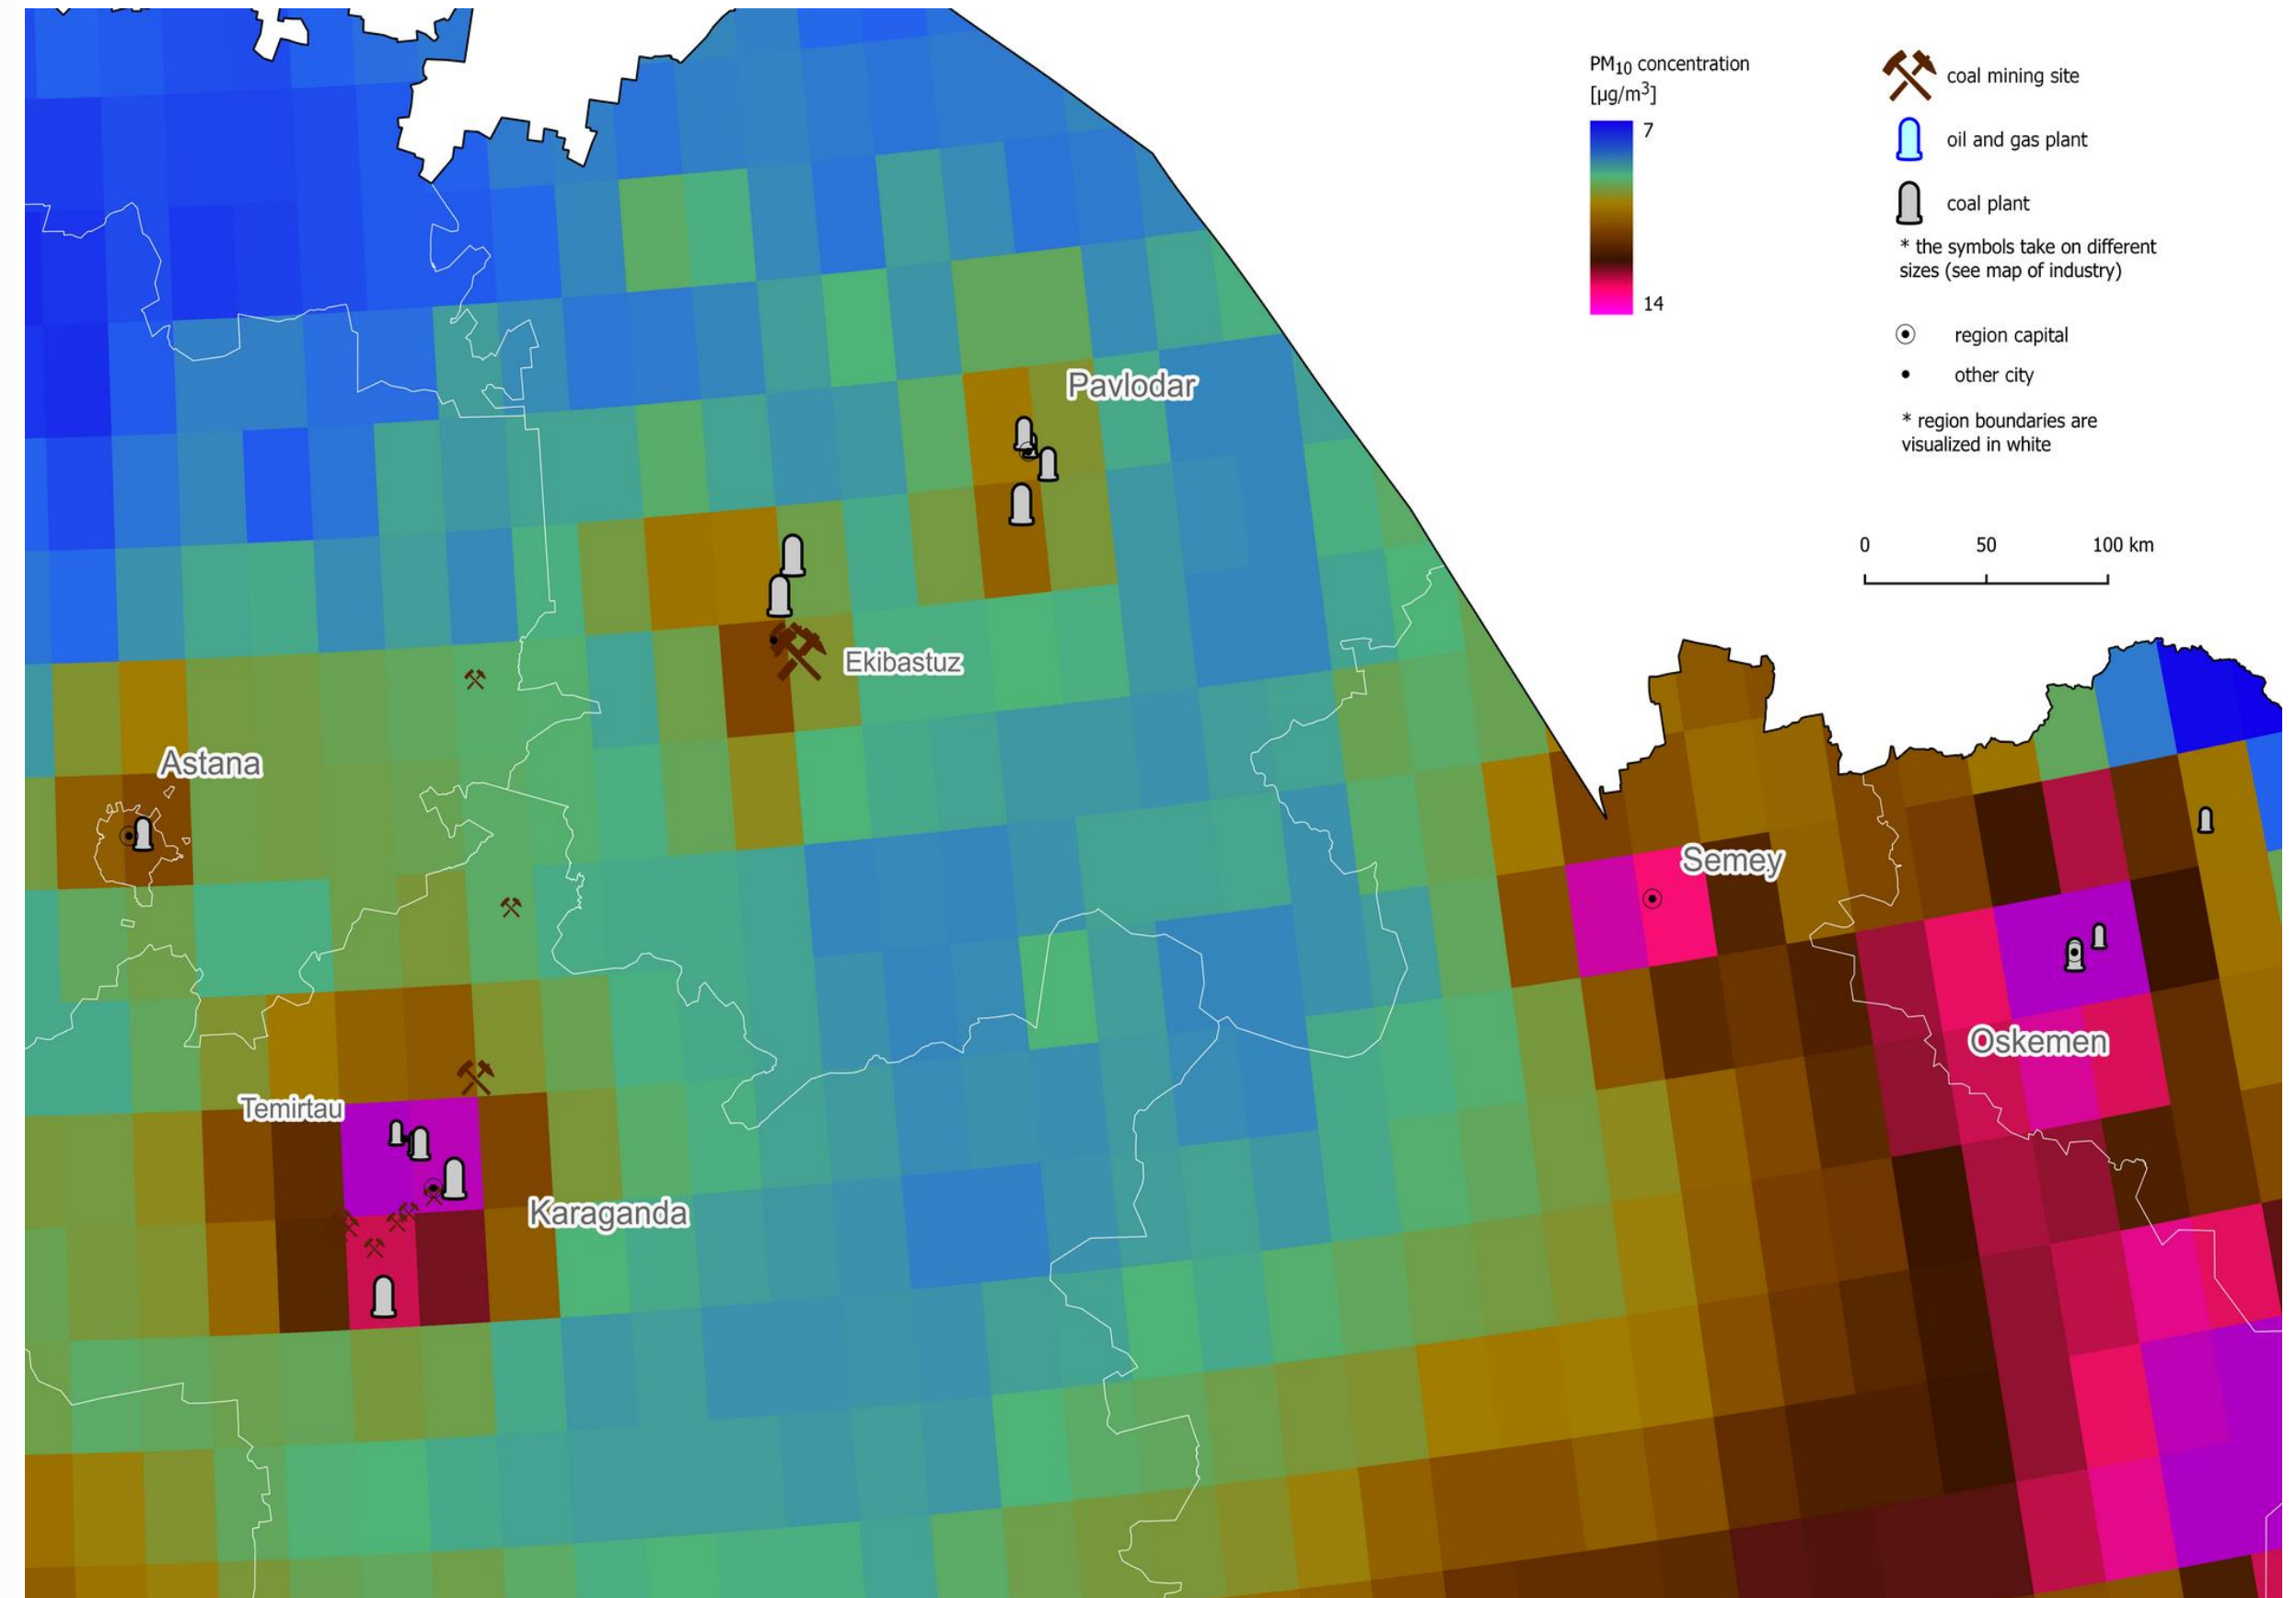 PM10 concentration
[µg/m³]
7
14
coal mining site
oil and gas plant
coal plant
* the symbols take on different
sizes (see map of industry)
region capital
other city
* region boundaries are
visualized in white
0 50 100 km
Pavlodar
Ekibastuz
Astana
Semey
Oskemen
Temirtau
Karaganda